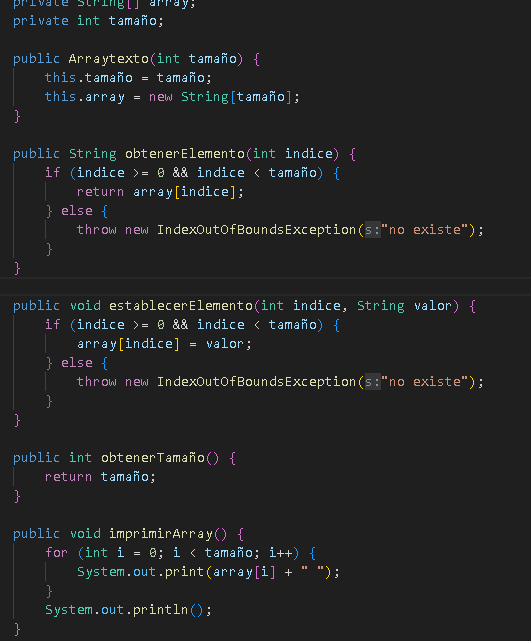 private String[] array;
private int tamaño;
public Arraytexto(int tamaño) {
this.tamaño = tamaño;
this.array = new String[tamaño];
}
public String obtenerElemento(int indice) {
if (indice >= 0 && indice < tamaño) {
return array[indice];
} else {
throw new IndexOutOfBoundsException(s:"no existe");
}
}
public void establecerElemento(int indice, String valor) {
if (indice >= 0 && indice < tamaño) {
array[indice] = valor;
} else {
throw new IndexOutOfBoundsException(s:"no existe");
}
}
public int obtenerTamaño() {
return tamaño;
}
public void imprimirArray() {
for (int i = 0; i < tamaño; i++) {
System.out.print(array[i] + " ");
}
System.out.println();
}